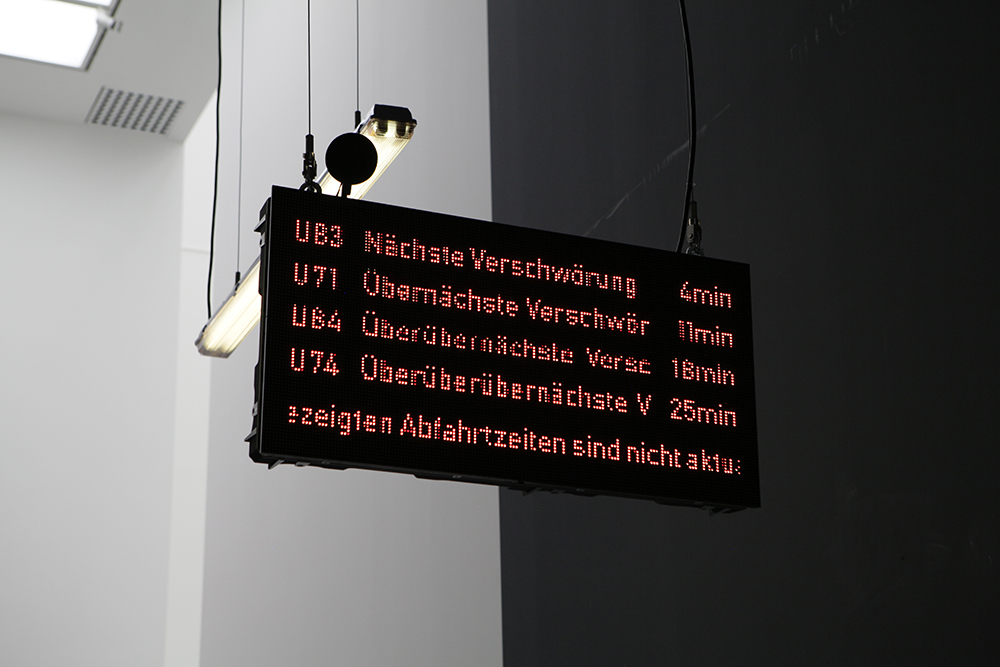 U83 Nächste Verschwörung 4min
U71 Übernächste Verschwör 11min
U84 Überübernächste Versc 18min
U74 Überüberübernächste V 25min
zeigten Abfahrtzeiten sind nicht aktu